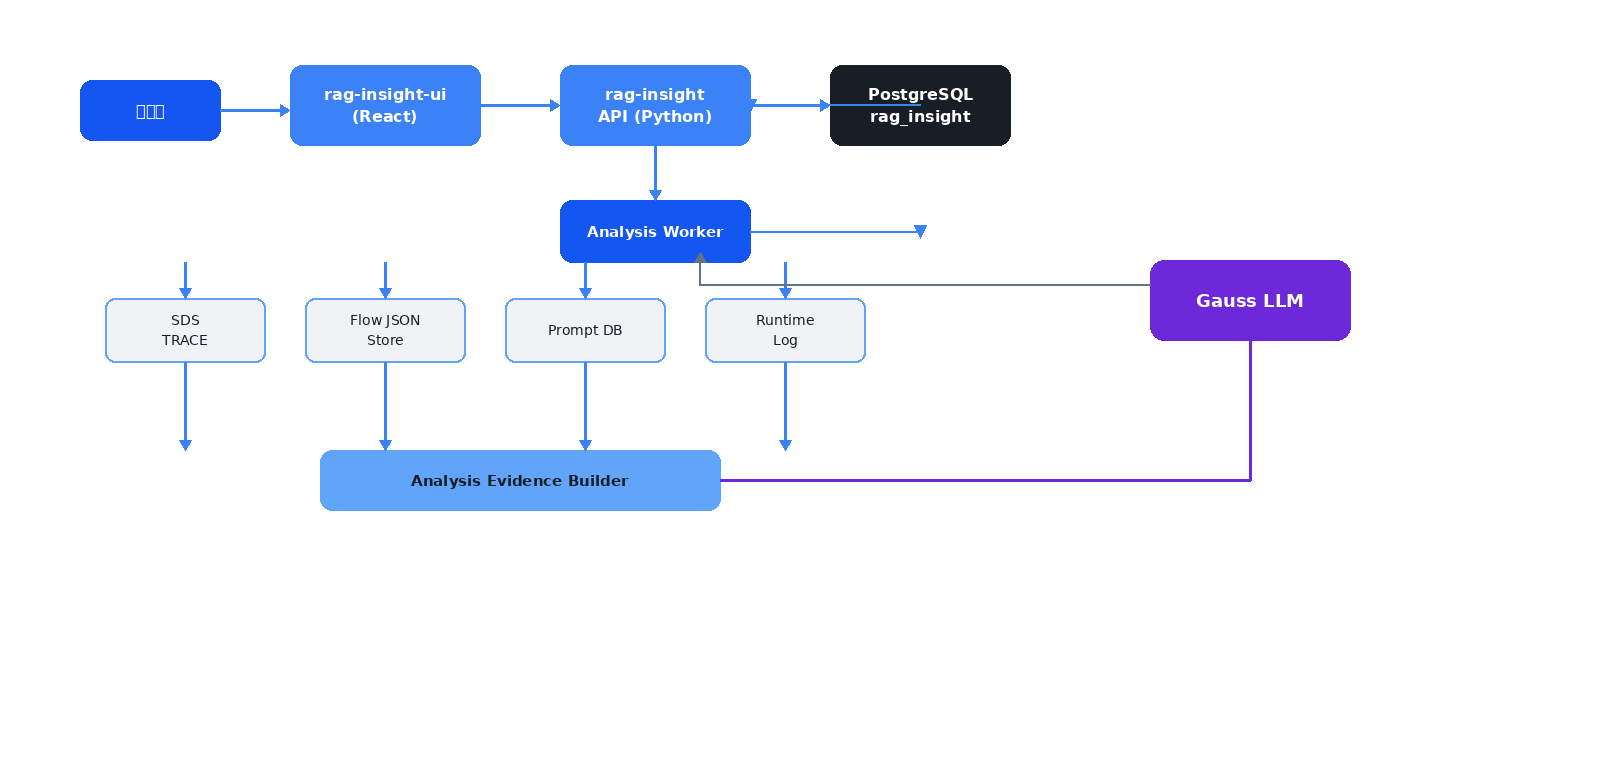 rag-insight-ui
(React)
rag-insight
API (Python)
PostgreSQL
rag_insight
Analysis Worker
Gauss LLM
SDS
TRACE
Flow JSON
Store
Prompt DB
Runtime
Log
Analysis Evidence Builder